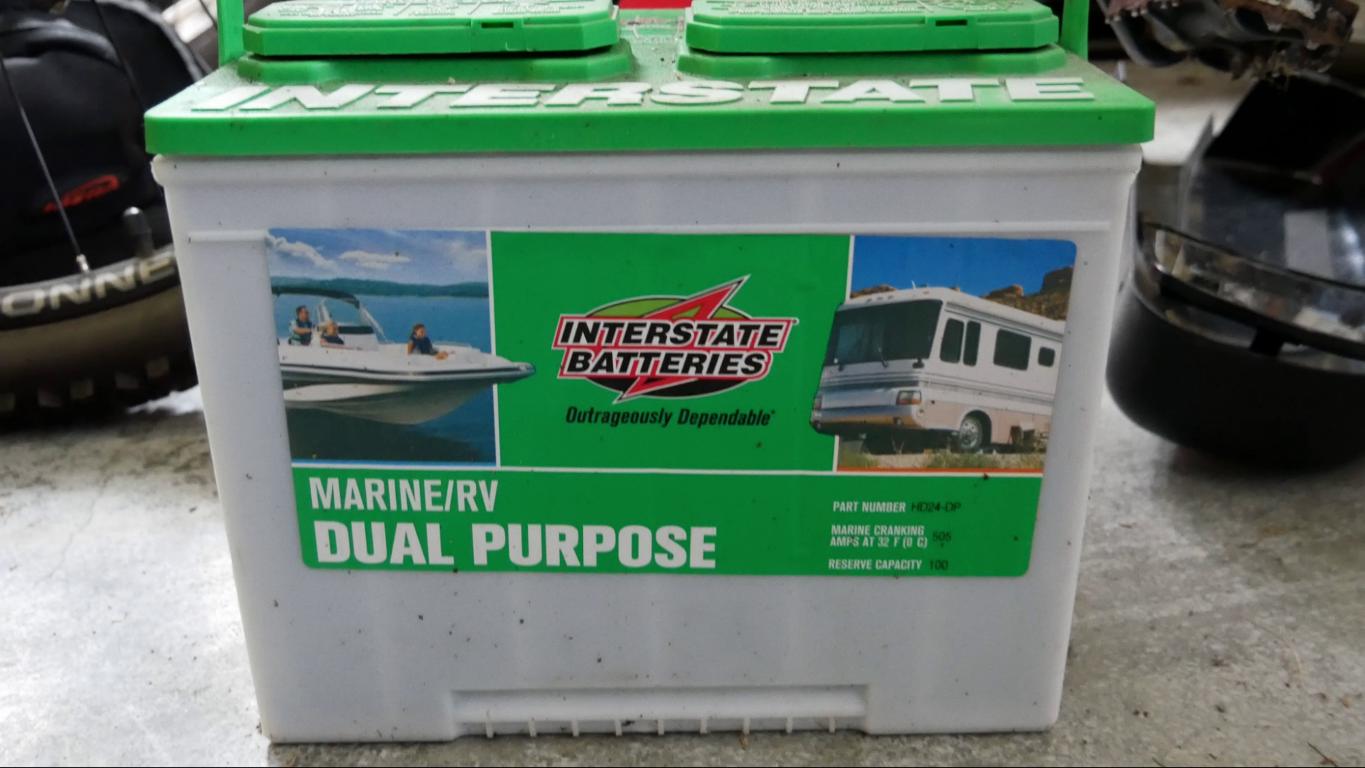 INTERSTATE
INTERSTATE
BATTERIES
Outrageously Dependable
MARINE/RV
DUAL PURPOSE
PART NUMBER HD24-DP
MARINE CRANKING
AMPS AT 32 F (0 C) 505
RESERVE CAPACITY 100
ONNE